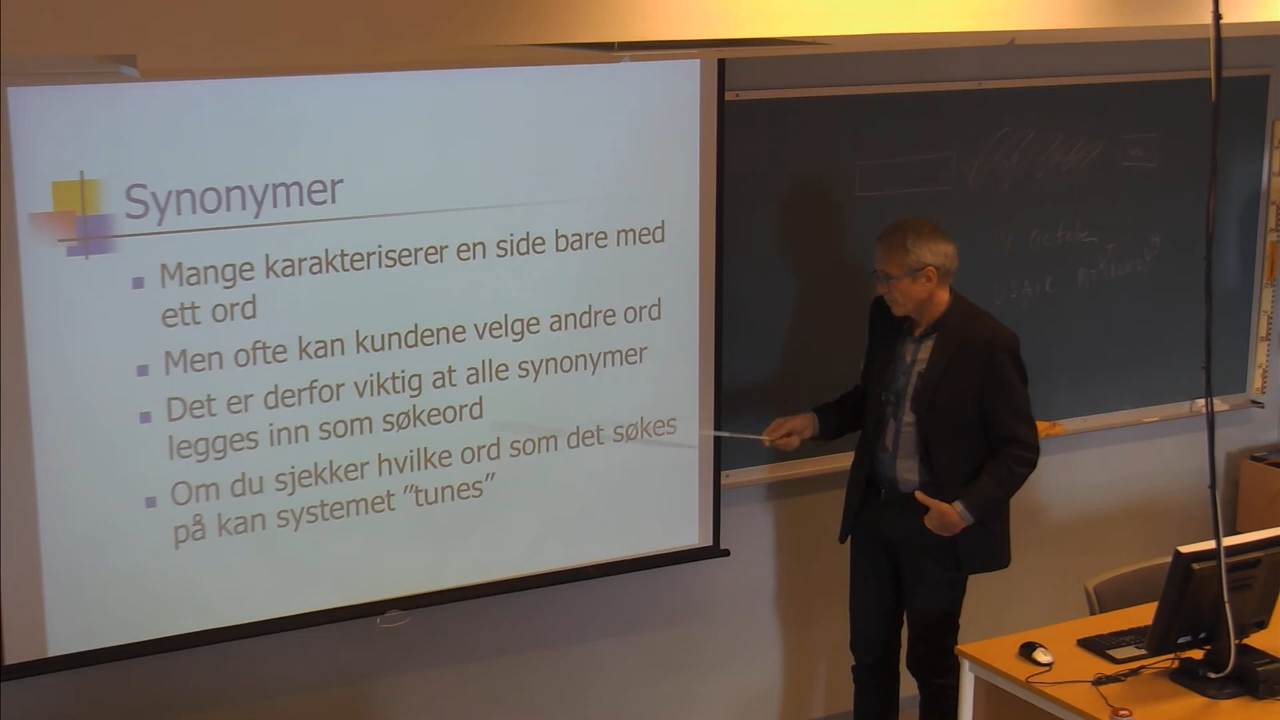 Synonymer
Mange karakteriserer en side bare med
ett ord
Men ofte kan kundene velge andre ord
Det er derfor viktig at alle synonymer
legges inn som søkeord
Om du sjekker hvilke ord som det søkes
på kan systemet "tunes"